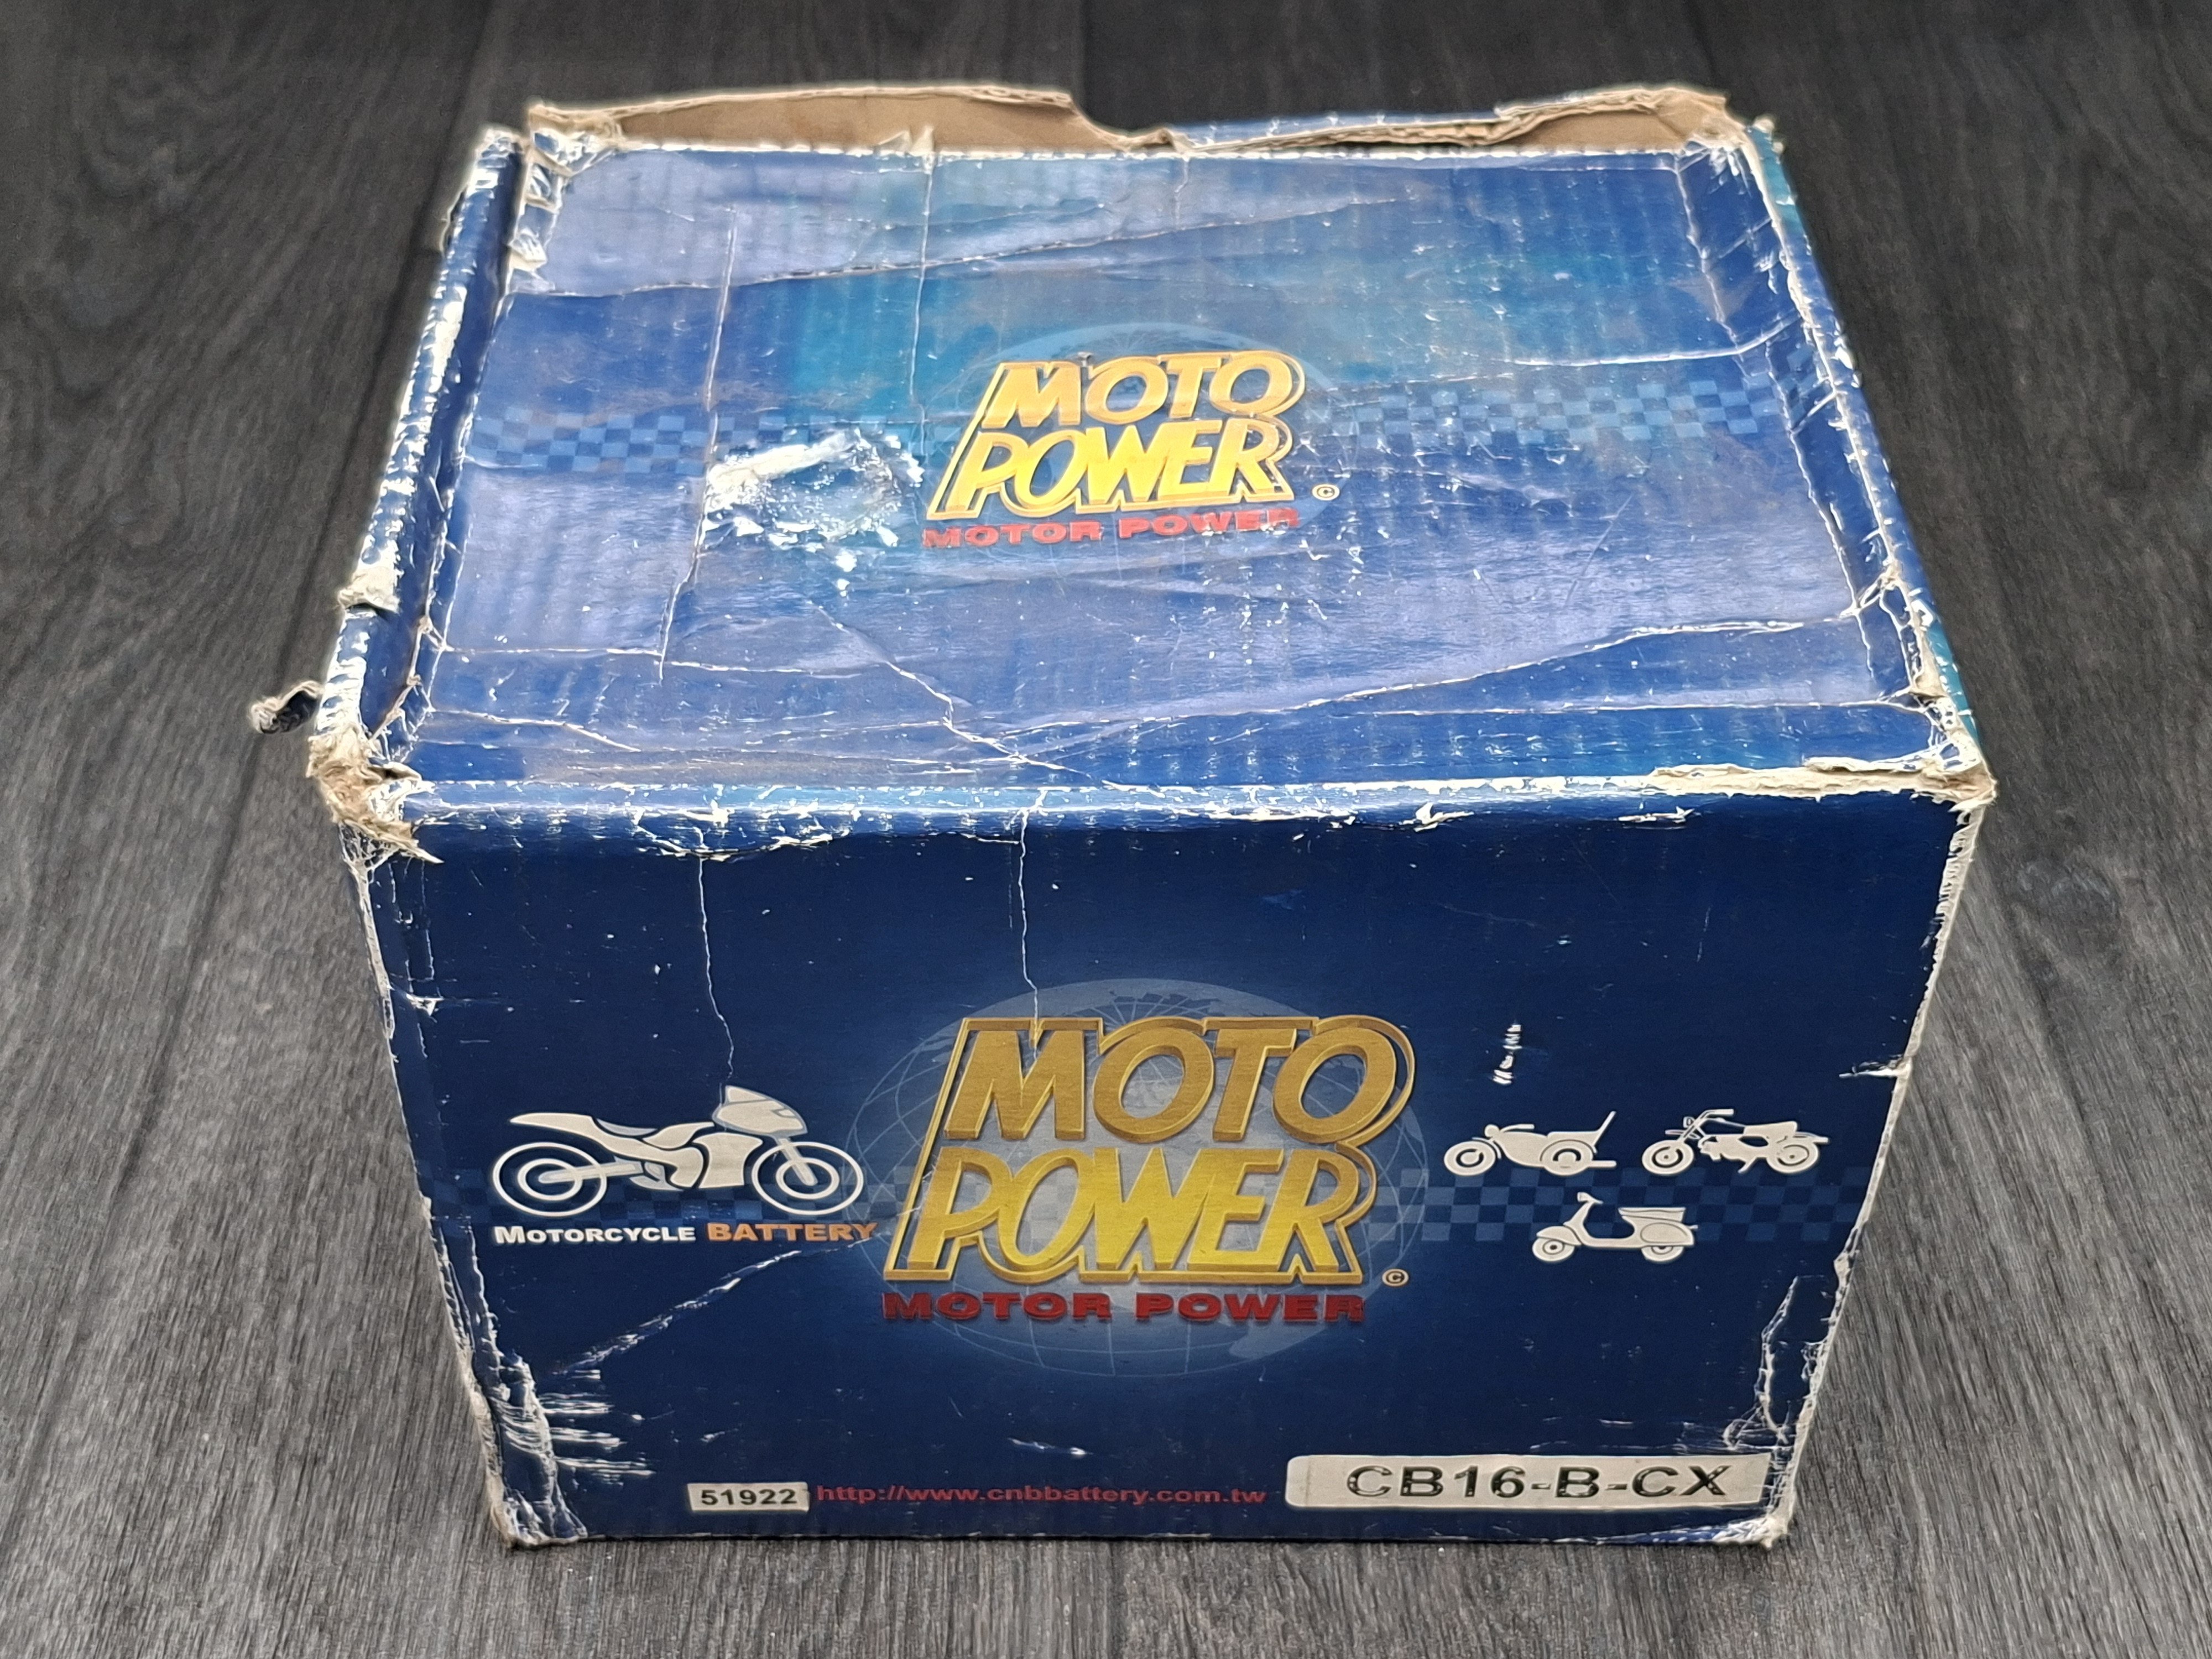 MOTO
POWER ©
MOTOR POWER
MOTO
POWER ©
MOTOR POWER
MOTORCYCLE BATTERY
51922 http://www.cnbbattery.com.tw CB16-B-CX